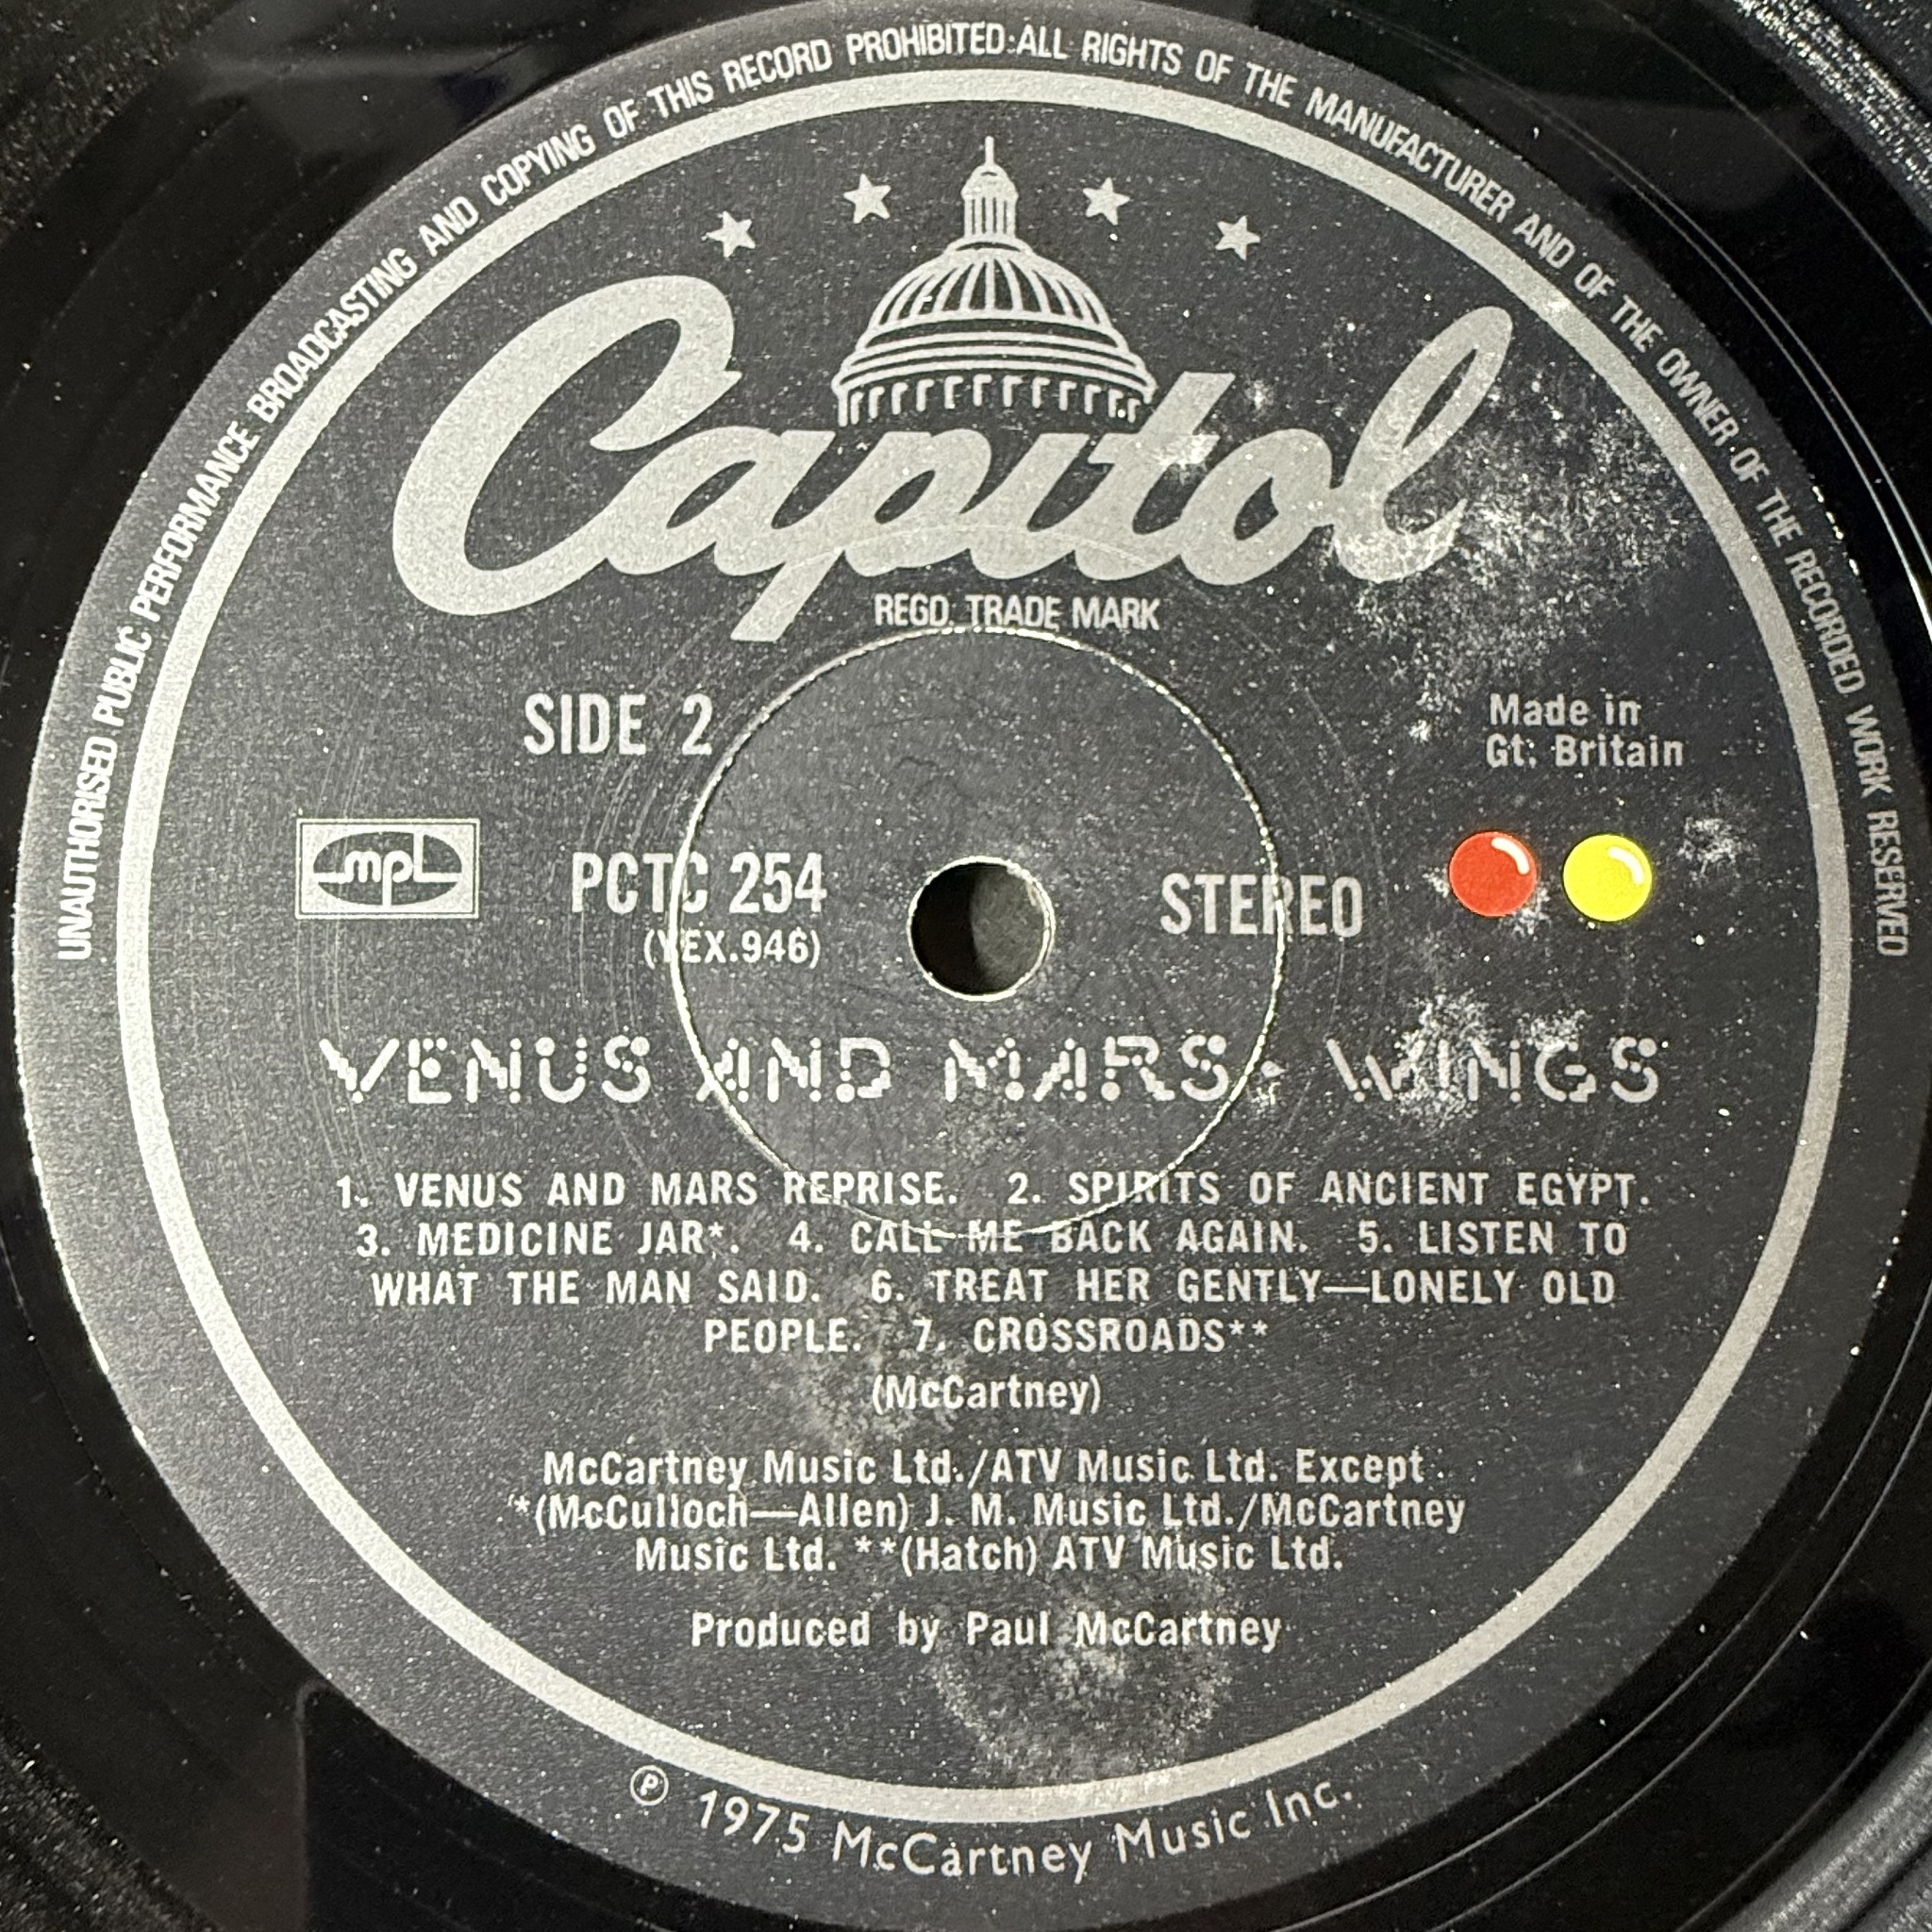 UNAUTHORISED PUBLIC PERFORMANCE BROADCASTING AND COPYING OF THIS RECORD PROHIBITED:ALL RIGHTS OF THE MANUFACTURER AND OF THE OWNER OF THE RECORDED WORK RESERVED
Capitol
REGD. TRADE MARK
SIDE 2
Made in
Gt. Britain
mpl
PCTC 254
STEREO
(YEX.946)
VENUS AND MARS · WINGS
1. VENUS AND MARS REPRISE. 2. SPIRITS OF ANCIENT EGYPT.
3. MEDICINE JAR*. 4. CALL ME BACK AGAIN. 5. LISTEN TO
WHAT THE MAN SAID. 6. TREAT HER GENTLY—LONELY OLD
PEOPLE. 7. CROSSROADS**
(McCartney)
McCartney Music Ltd./ATV Music Ltd. Except
*(McCulloch—Allen) J. M. Music Ltd./McCartney
Music Ltd. **(Hatch) ATV Music Ltd.
Produced by Paul McCartney
℗ 1975 McCartney Music Inc.